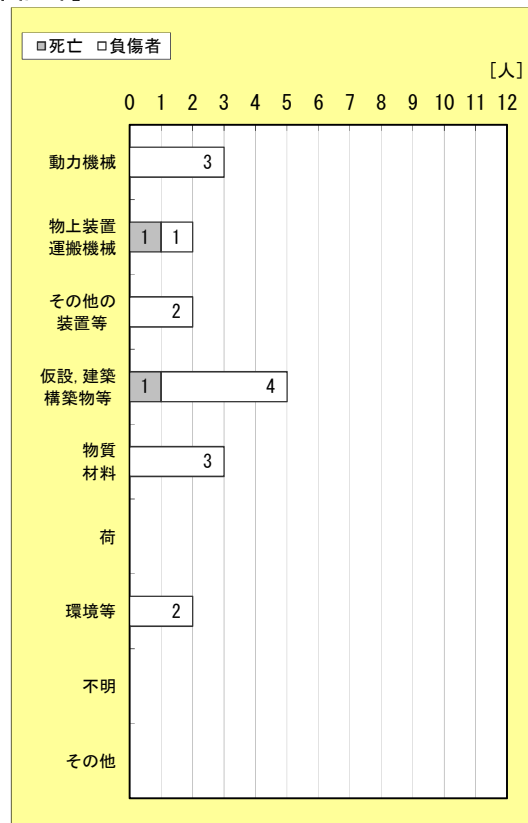 ■死亡 □負傷者
[人]
0 1 2 3 4 5 6 7 8 9 10 11 12
動力機械
3
物上装置
運搬機械
1 1
その他の
装置等
2
仮設,建築
構築物等
1 4
物質
材料
3
荷
環境等
2
不明
その他